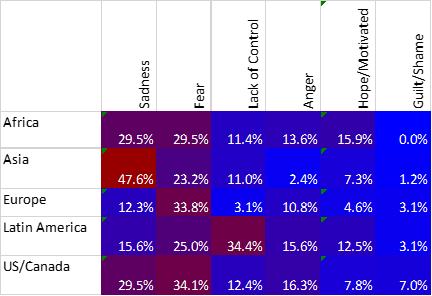 Sadness Fear Lack of Control Anger Hope/Motivated Guilt/Shame
Africa 29.5% 29.5% 11.4% 13.6% 15.9% 0.0%
Asia 47.6% 23.2% 11.0% 2.4% 7.3% 1.2%
Europe 12.3% 33.8% 3.1% 10.8% 4.6% 3.1%
Latin America 15.6% 25.0% 34.4% 15.6% 12.5% 3.1%
US/Canada 29.5% 34.1% 12.4% 16.3% 7.8% 7.0%